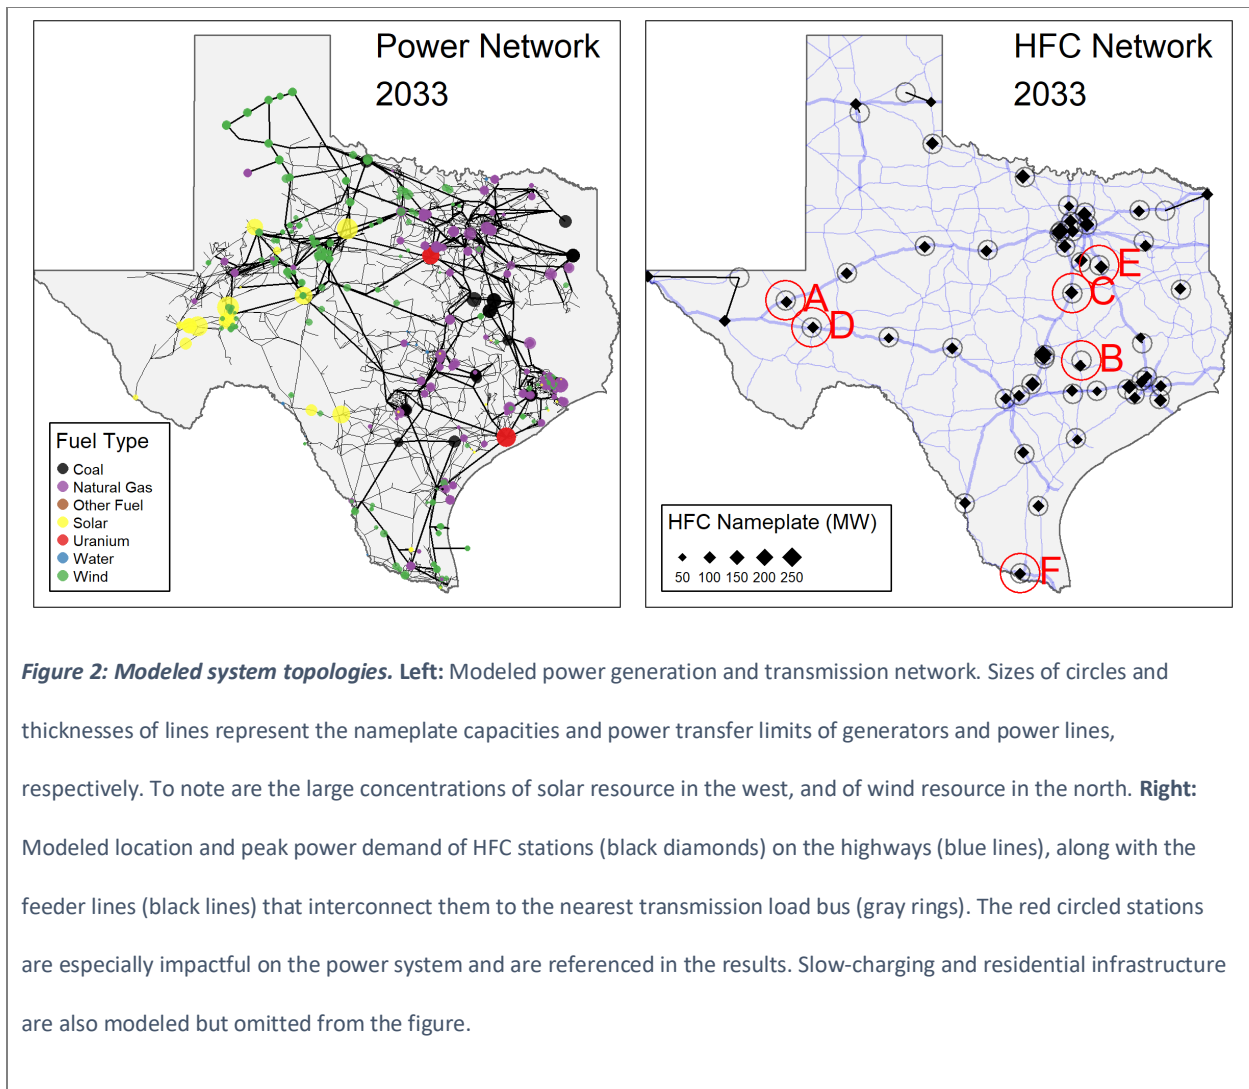 Power Network
2033
Fuel Type
Coal
Natural Gas
Other Fuel
Solar
Uranium
Water
Wind
HFC Network
2033
A
D
E
C
B
F
HFC Nameplate (MW)
50 100 150 200 250
Figure 2: Modeled system topologies. Left: Modeled power generation and transmission network. Sizes of circles and
thicknesses of lines represent the nameplate capacities and power transfer limits of generators and power lines,
respectively. To note are the large concentrations of solar resource in the west, and of wind resource in the north. Right:
Modeled location and peak power demand of HFC stations (black diamonds) on the highways (blue lines), along with the
feeder lines (black lines) that interconnect them to the nearest transmission load bus (gray rings). The red circled stations
are especially impactful on the power system and are referenced in the results. Slow-charging and residential infrastructure
are also modeled but omitted from the figure.